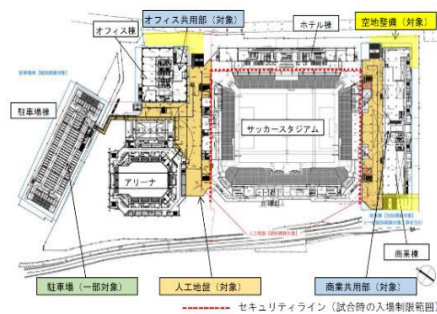 オフィス共用部（対象）
ホテル棟
空地整備（対象）
オフィス棟
駐車場棟
サッカースタジアム
アリーナ
商業棟
駐車場（一部対象）
人工地盤（対象）
商業共用部（対象）
セキュリティライン（試合時の入場制限範囲）